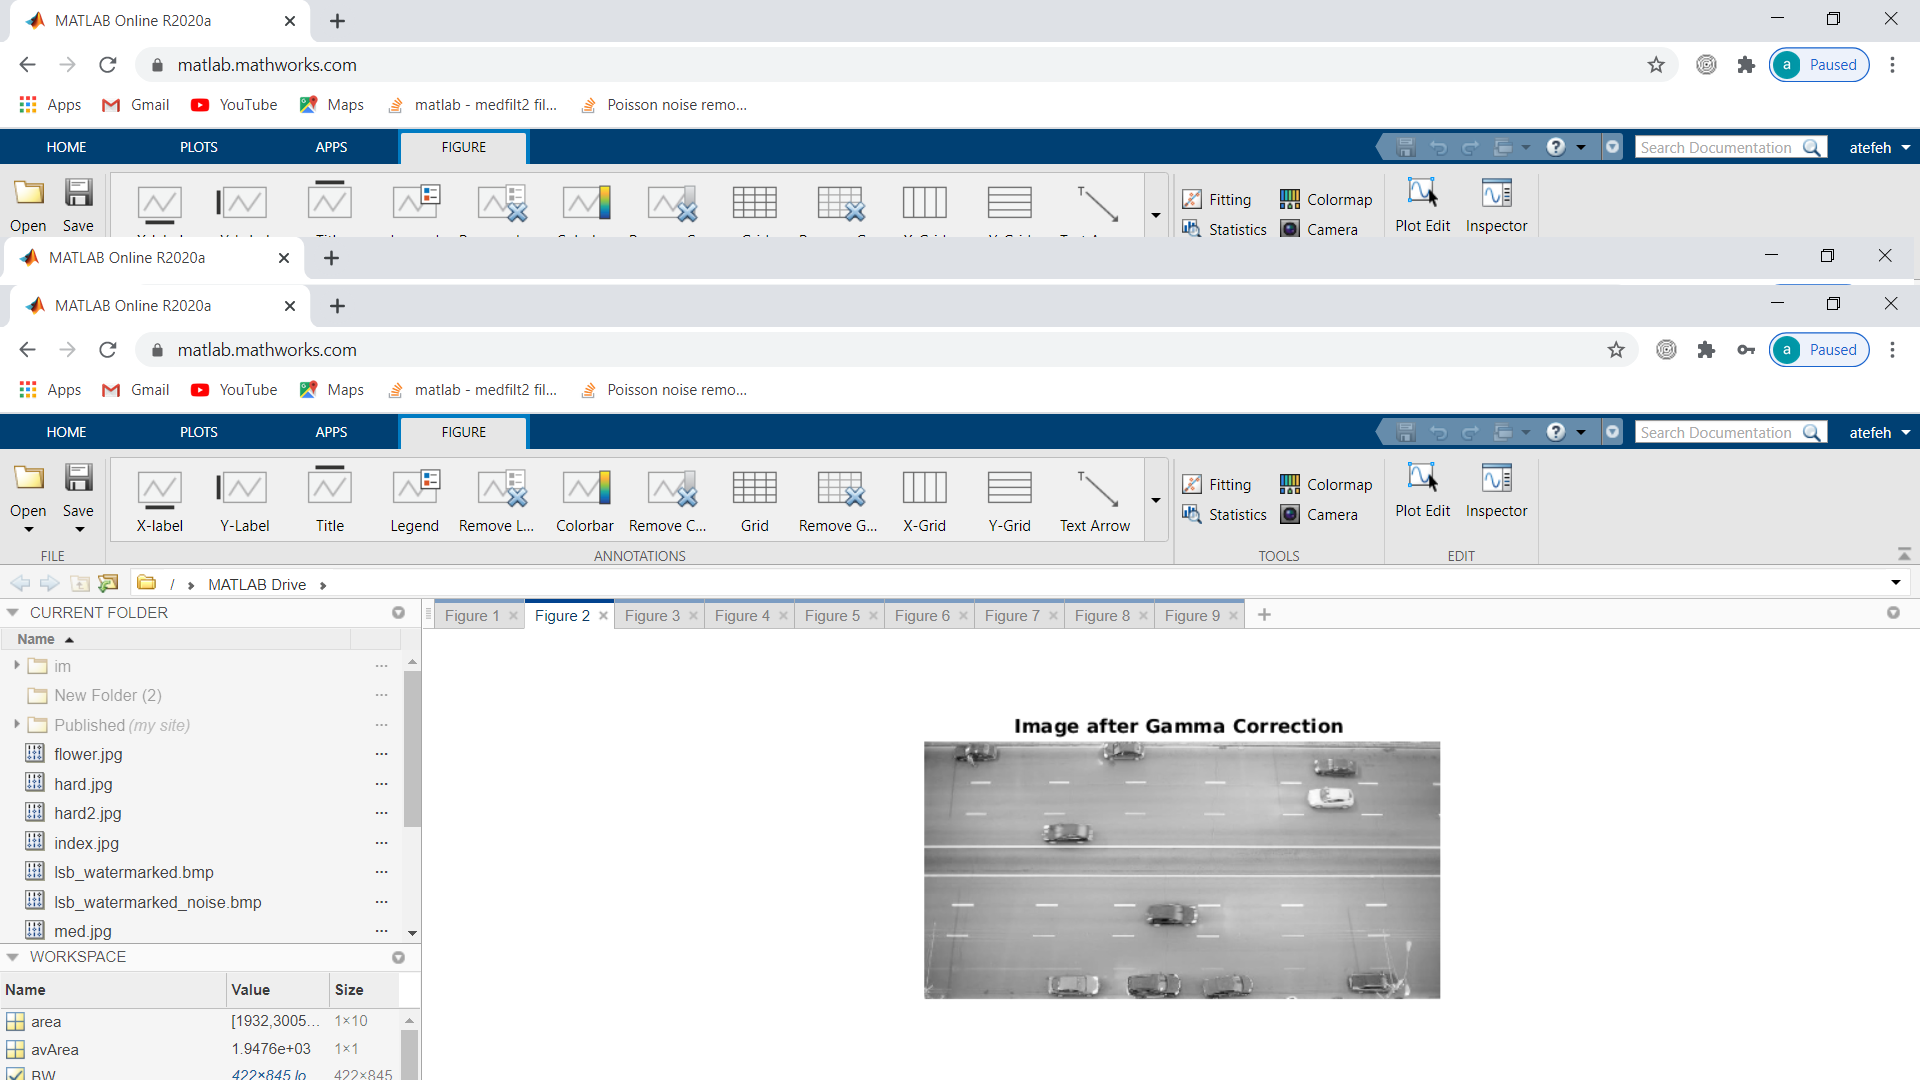 MATLAB Online R2020a
matlab.mathworks.com
a Paused
Apps Gmail YouTube Maps matlab - medfilt2 fil... Poisson noise remo...
HOME PLOTS APPS FIGURE Search Documentation atefeh
Fitting Colormap
Open Save Statistics Camera Plot Edit Inspector
MATLAB Online R2020a
MATLAB Online R2020a
matlab.mathworks.com
a Paused
Apps Gmail YouTube Maps matlab - medfilt2 fil... Poisson noise remo...
HOME PLOTS APPS FIGURE Search Documentation atefeh
Fitting Colormap
Open Save Statistics Camera Plot Edit Inspector
X-label Y-Label Title Legend Remove L... Colorbar Remove C... Grid Remove G... X-Grid Y-Grid Text Arrow
FILE ANNOTATIONS TOOLS EDIT
/ MATLAB Drive
CURRENT FOLDER
Figure 1 Figure 2 Figure 3 Figure 4 Figure 5 Figure 6 Figure 7 Figure 8 Figure 9
Name
im
New Folder (2)
Published (my site)
flower.jpg
hard.jpg
hard2.jpg
index.jpg
lsb_watermarked.bmp
lsb_watermarked_noise.bmp
med.jpg
Image after Gamma Correction
WORKSPACE
Name Value Size
area [1932,3005... 1×10
avArea 1.9476e+03 1×1
BW 422×845 lo 422×845